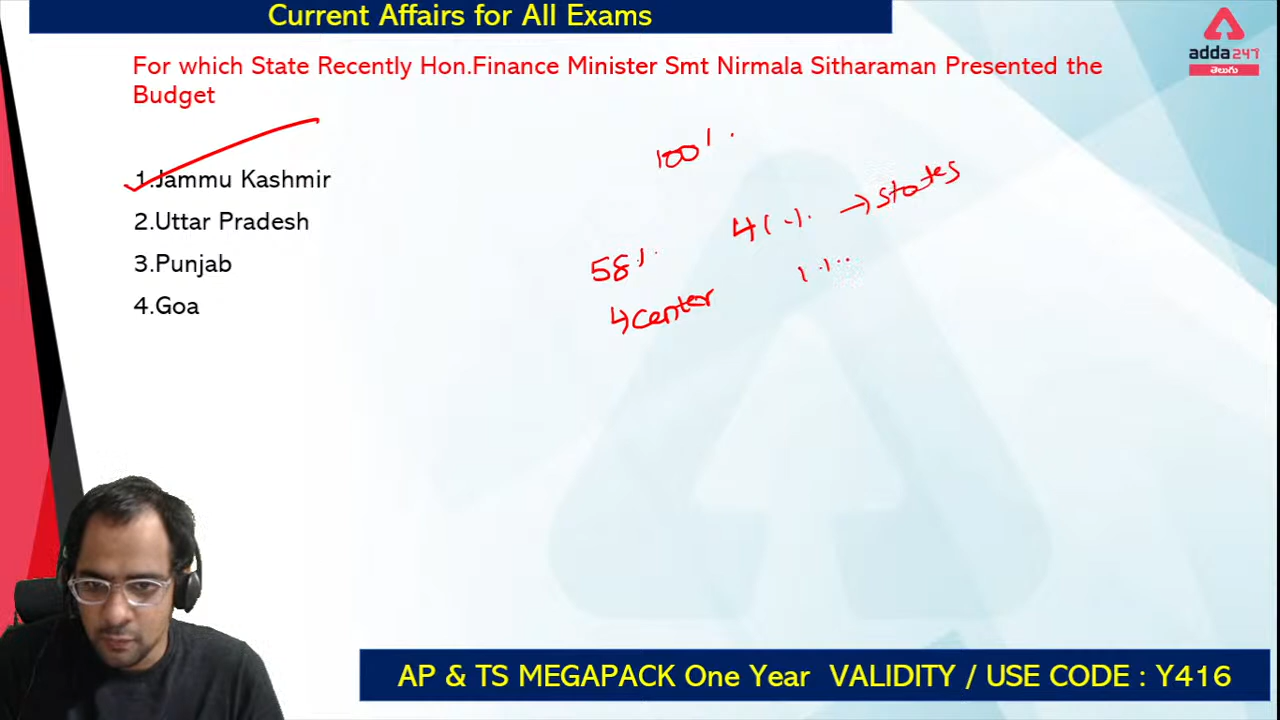 Current Affairs for All Exams
adda247
తెలుగు
For which State Recently Hon.Finance Minister Smt Nirmala Sitharaman Presented the
Budget
1.Jammu Kashmir
2.Uttar Pradesh
3.Punjab
4.Goa
100%
41% → states
58%
1%
↳ center
AP & TS MEGAPACK One Year VALIDITY / USE CODE : Y416